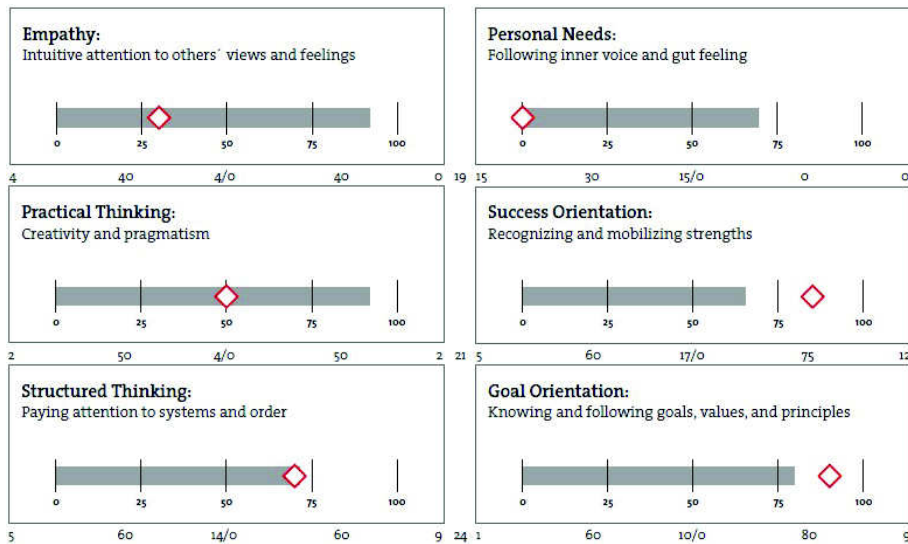 Empathy:
Intuitive attention to others´ views and feelings
0 25 50 75 100
4 40 4/0 40 0 19
Personal Needs:
Following inner voice and gut feeling
0 25 50 75 100
15 30 15/0 0 0
Practical Thinking:
Creativity and pragmatism
0 25 50 75 100
2 50 4/0 50 2 21
Success Orientation:
Recognizing and mobilizing strengths
0 25 50 75 100
5 60 17/0 75 12
Structured Thinking:
Paying attention to systems and order
0 25 50 75 100
5 60 14/0 60 9 24
Goal Orientation:
Knowing and following goals, values, and principles
0 25 50 75 100
1 60 10/0 80 9